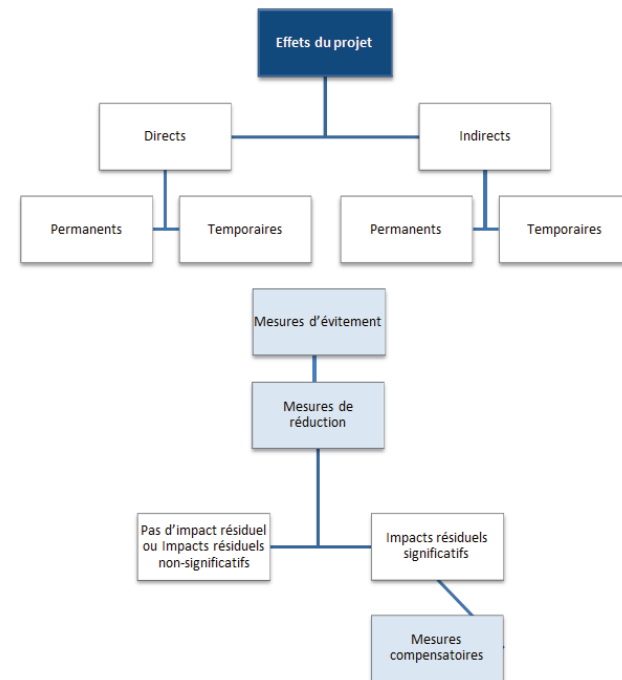 Effets du projet
Directs
Indirects
Permanents
Temporaires
Permanents
Temporaires
Mesures d'évitement
Mesures de
réduction
Pas d'impact résiduel
ou Impacts résiduels
non-significatifs
Impacts résiduels
significatifs
Mesures
compensatoires